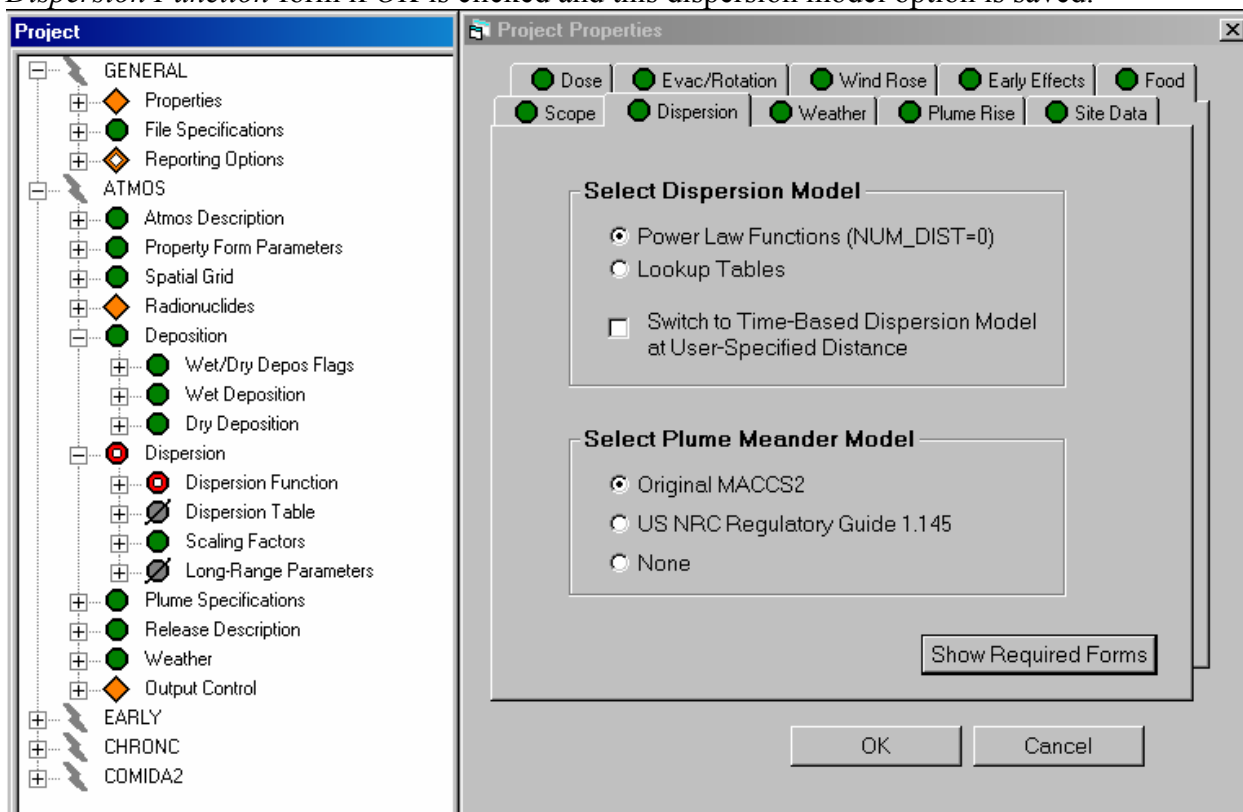 Dispersion Function form if OK is clicked and this dispersion model option is saved.
Project
GENERAL
Properties
File Specifications
Reporting Options
ATMOS
Atmos Description
Property Form Parameters
Spatial Grid
Radionuclides
Deposition
Wet/Dry Depos Flags
Wet Deposition
Dry Deposition
Dispersion
Dispersion Function
Dispersion Table
Scaling Factors
Long-Range Parameters
Plume Specifications
Release Description
Weather
Output Control
EARLY
CHRONC
COMIDA2
Project Properties
Dose Evac/Rotation Wind Rose Early Effects Food
Scope Dispersion Weather Plume Rise Site Data
Select Dispersion Model
Power Law Functions (NUM_DIST=0)
Lookup Tables
Switch to Time-Based Dispersion Model
at User-Specified Distance
Select Plume Meander Model
Original MACCS2
US NRC Regulatory Guide 1.145
None
Show Required Forms
OK Cancel